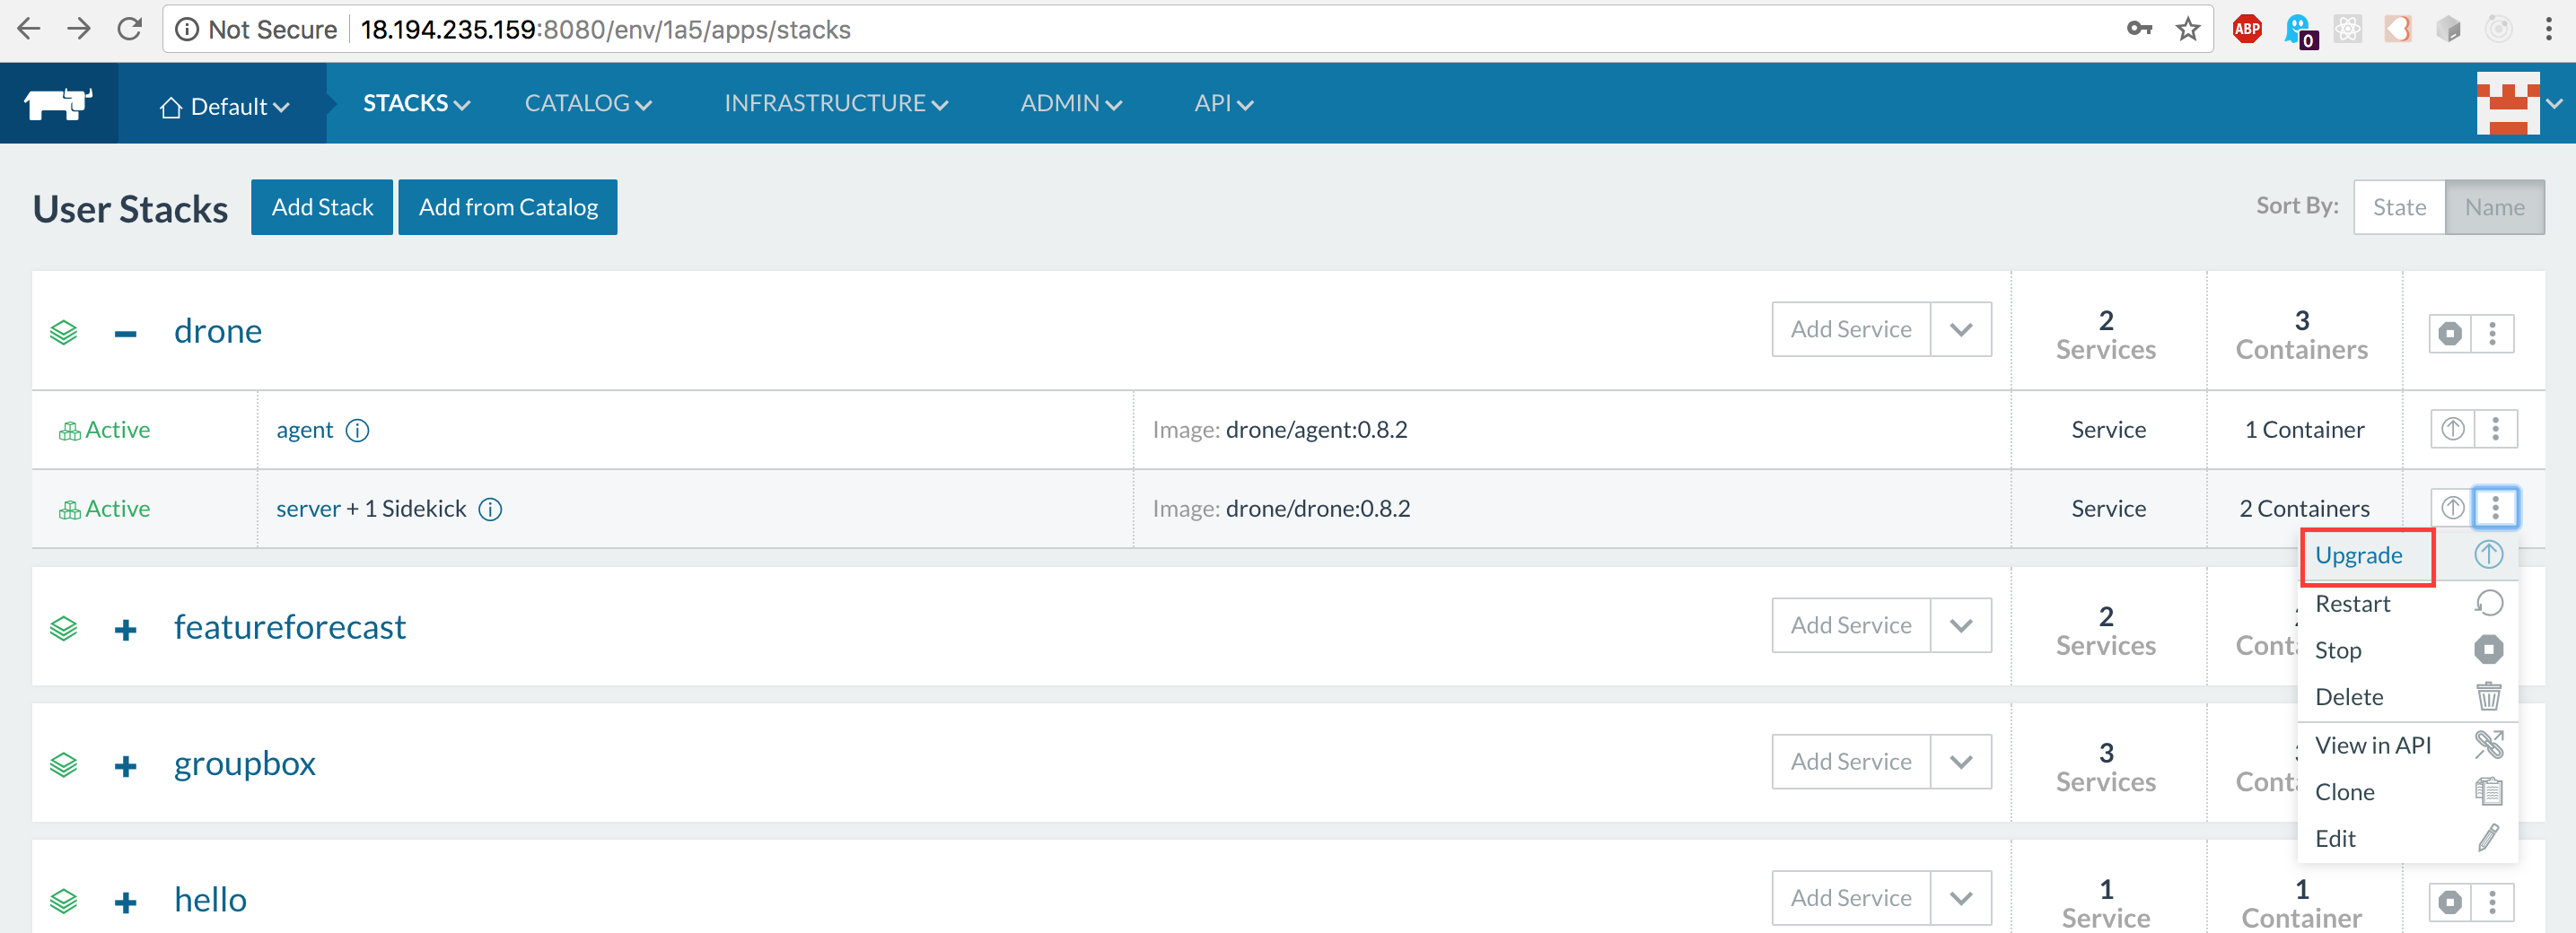 Not Secure 18.194.235.159:8080/env/1a5/apps/stacks
ABP
0
Default STACKS CATALOG INFRASTRUCTURE ADMIN API
User Stacks Add Stack Add from Catalog Sort By: State Name
drone Add Service 2 Services 3 Containers
Active agent Image: drone/agent:0.8.2 Service 1 Container
Active server + 1 Sidekick Image: drone/drone:0.8.2 Service 2 Containers
Upgrade
Restart
Stop
Delete
View in API
Clone
Edit
featureforecast Add Service 2 Services
groupbox Add Service 3 Services
hello Add Service 1 Service 1 Container